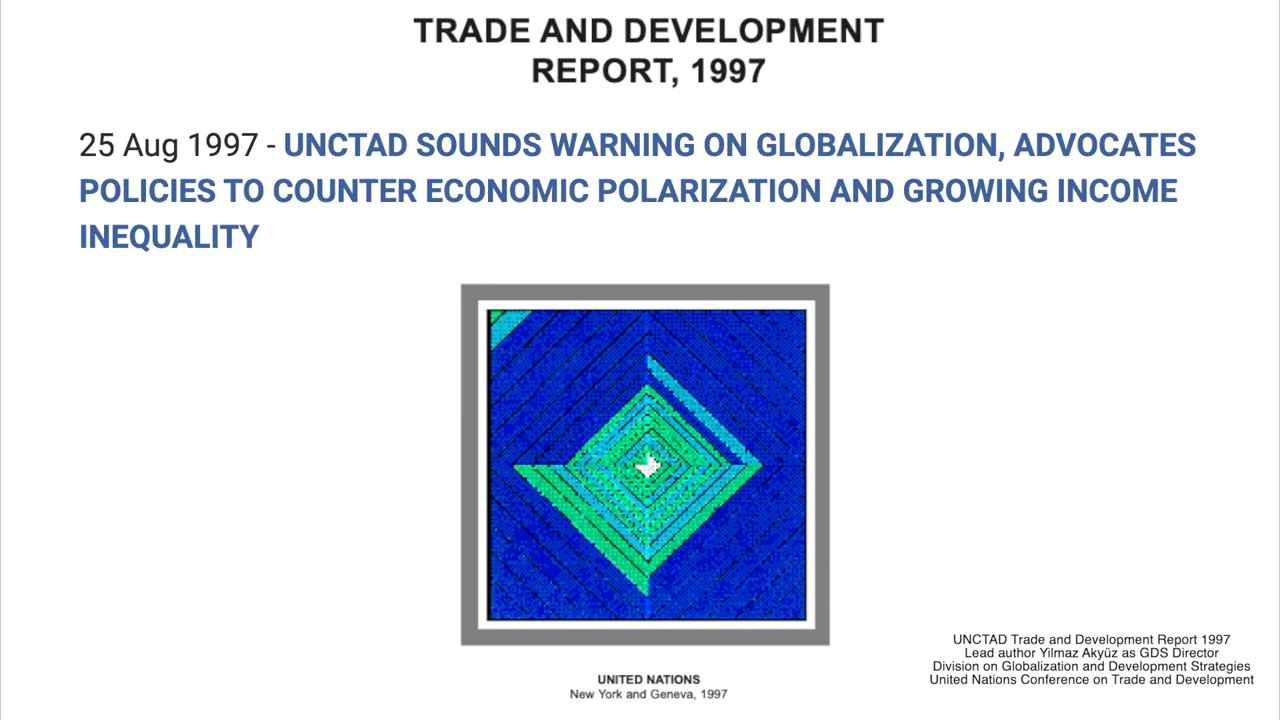 TRADE AND DEVELOPMENT
REPORT, 1997
25 Aug 1997 - UNCTAD SOUNDS WARNING ON GLOBALIZATION, ADVOCATES
POLICIES TO COUNTER ECONOMIC POLARIZATION AND GROWING INCOME
INEQUALITY
UNITED NATIONS
New York and Geneva, 1997
UNCTAD Trade and Development Report 1997
Lead author Yilmaz Akyüz as GDS Director
Division on Globalization and Development Strategies
United Nations Conference on Trade and Development